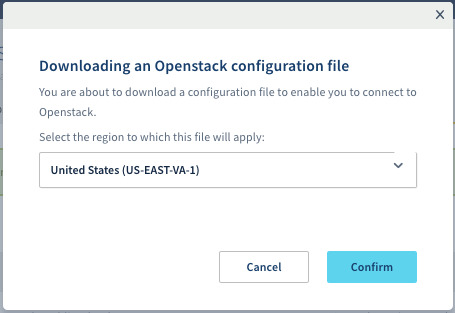 Downloading an Openstack configuration file
You are about to download a configuration file to enable you to connect to
Openstack.
Select the region to which this file will apply:
United States (US-EAST-VA-1)
Cancel
Confirm